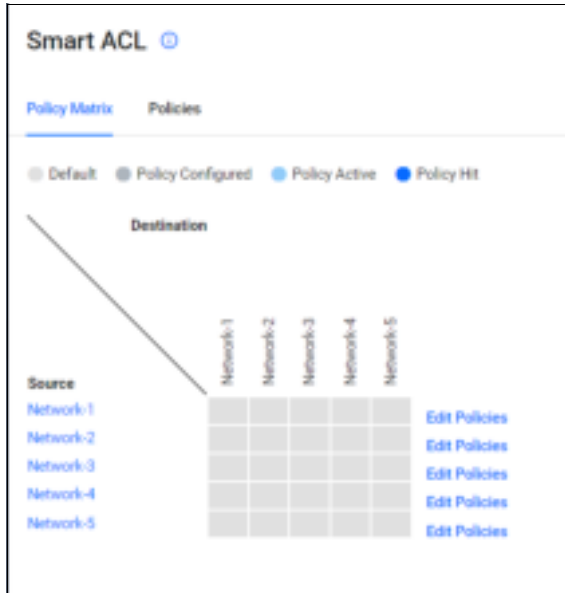 Smart ACL
Policy Matrix Policies
Default Policy Configured Policy Active Policy Hit
Destination
Network-1 Network-2 Network-3 Network-4 Network-5
Source
Network-1 Edit Policies
Network-2 Edit Policies
Network-3 Edit Policies
Network-4 Edit Policies
Network-5 Edit Policies